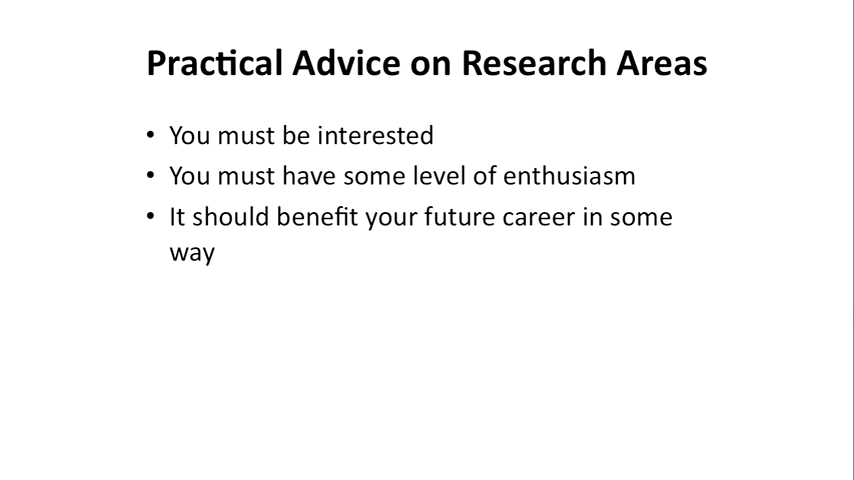 Practical Advice on Research Areas
• You must be interested
• You must have some level of enthusiasm
• It should benefit your future career in some
way